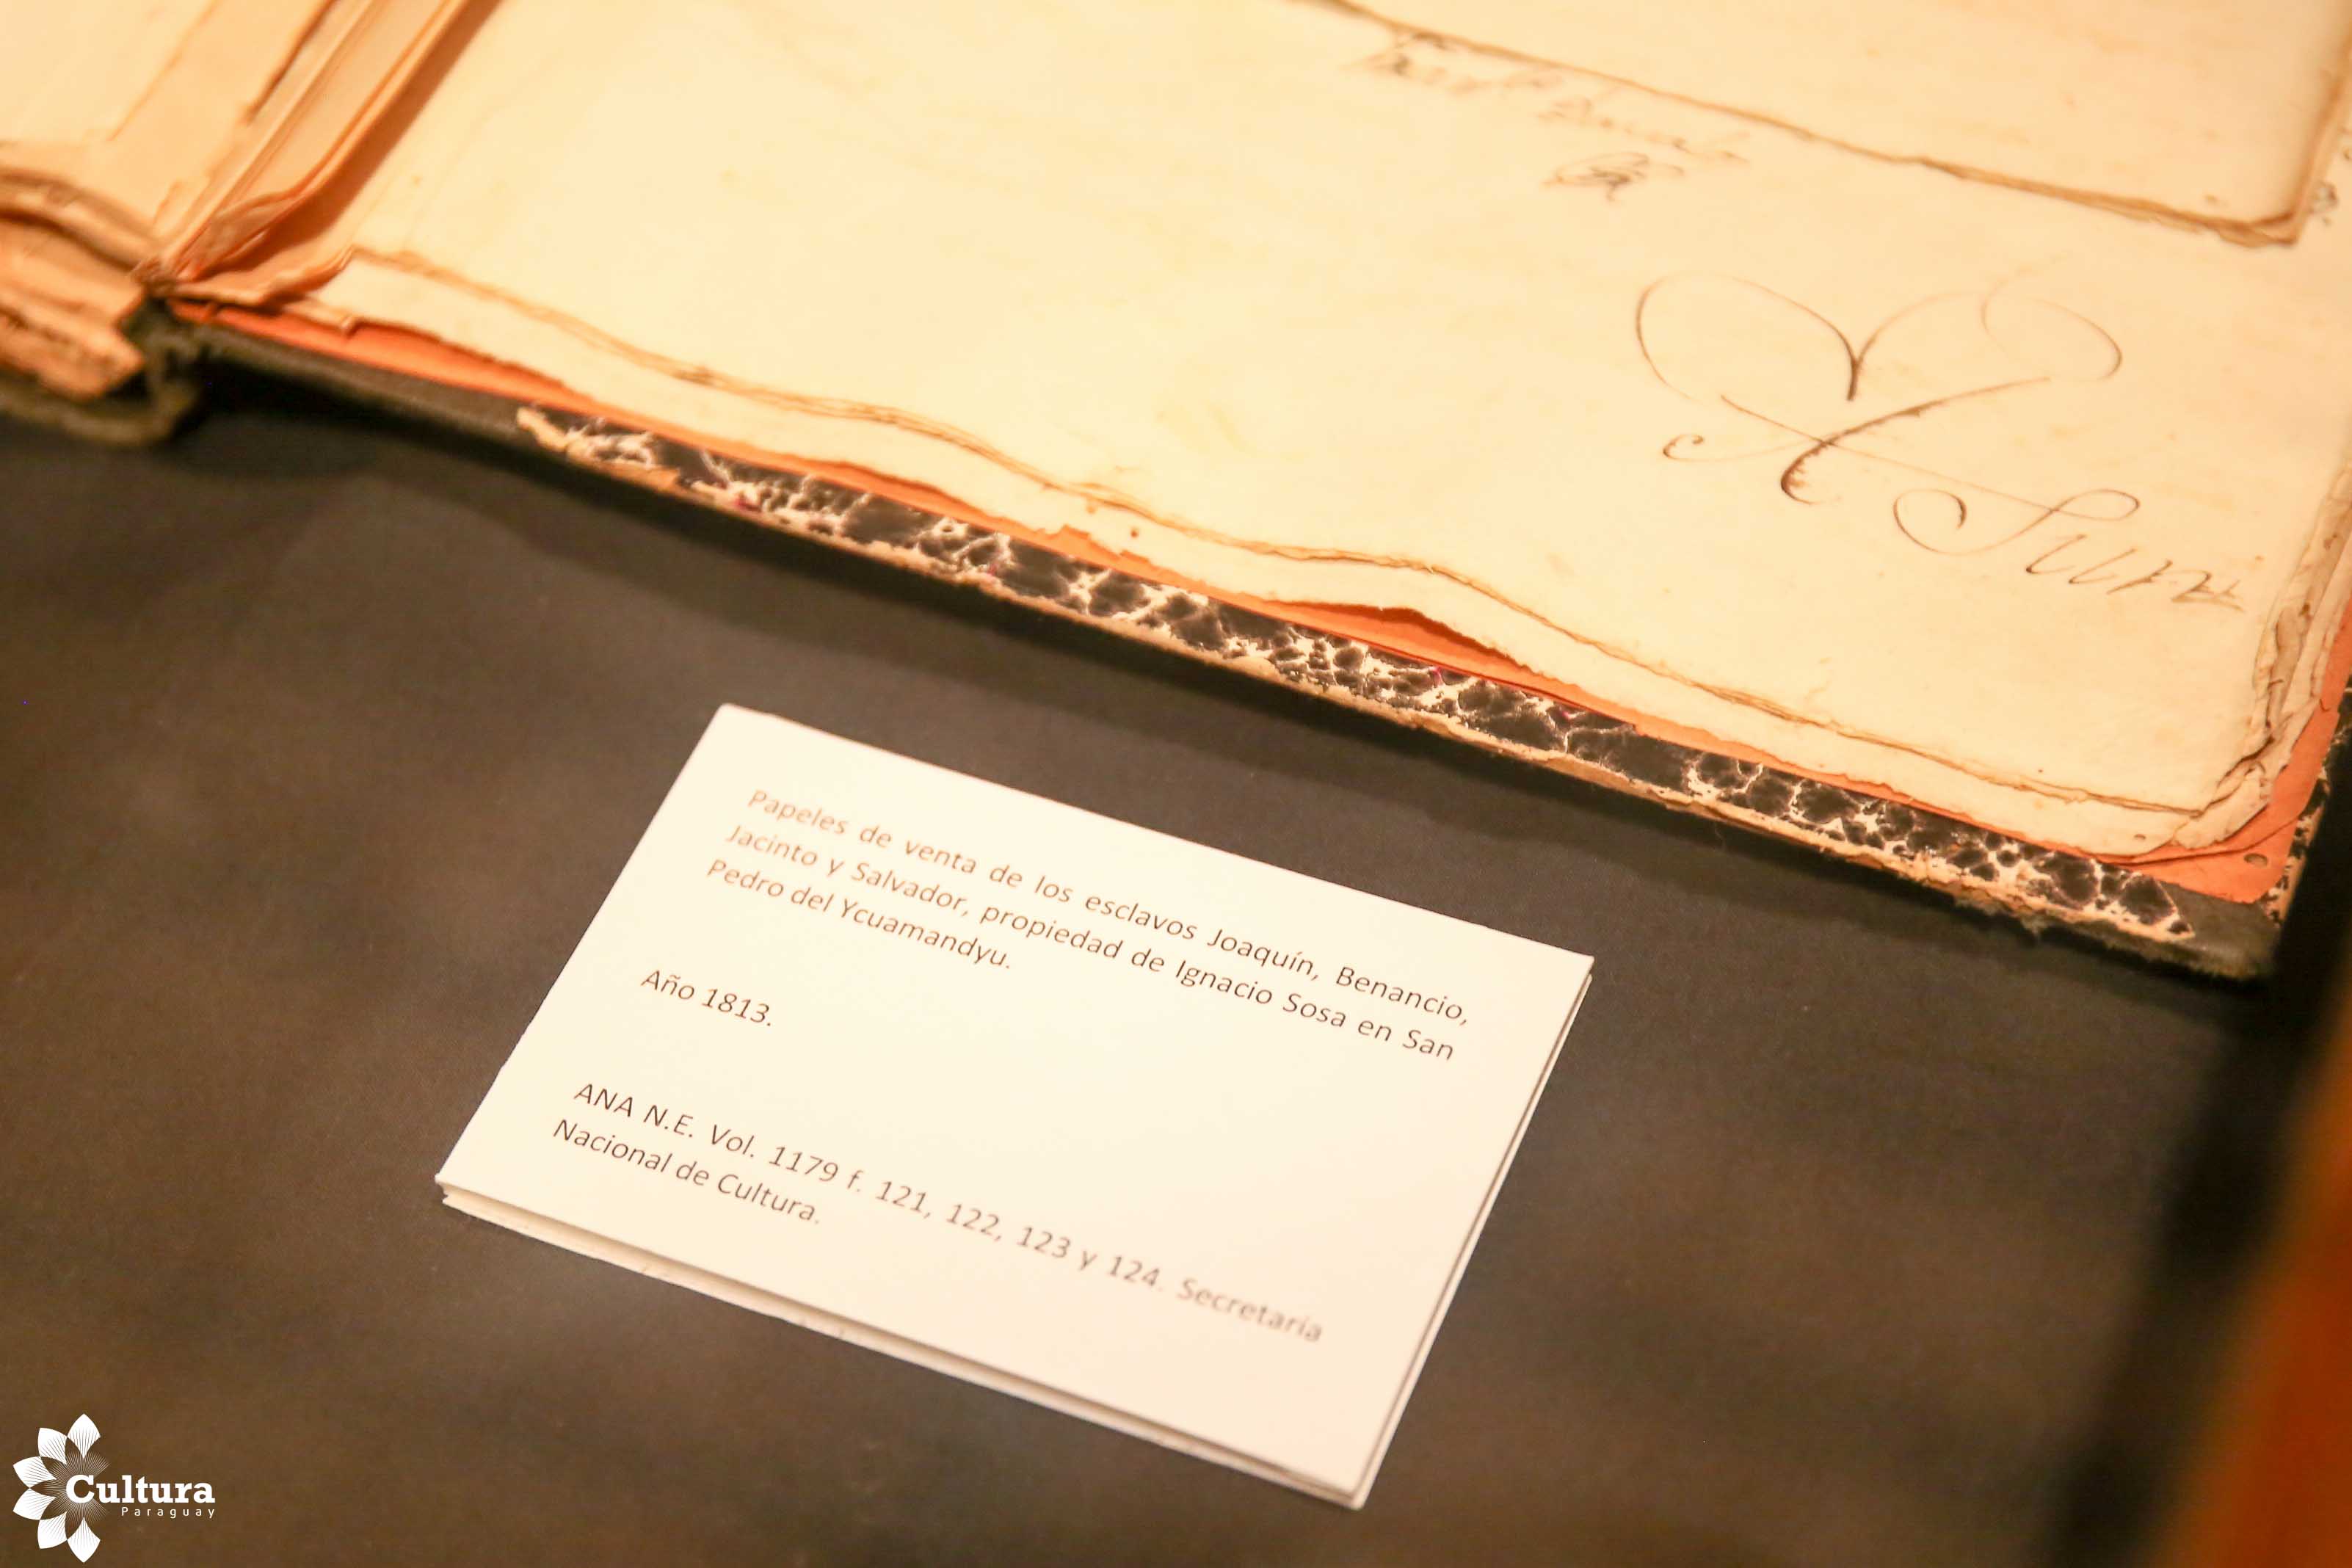 Papeles de venta de los esclavos Joaquín, Benancio,
Jacinto y Salvador, propiedad de Ignacio Sosa en San
Pedro del Ycuamandyu.
Año 1813.
ANA N.E. Vol. 1179 f. 121, 122, 123 y 124. Secretaría
Nacional de Cultura.
Cultura
Paraguay